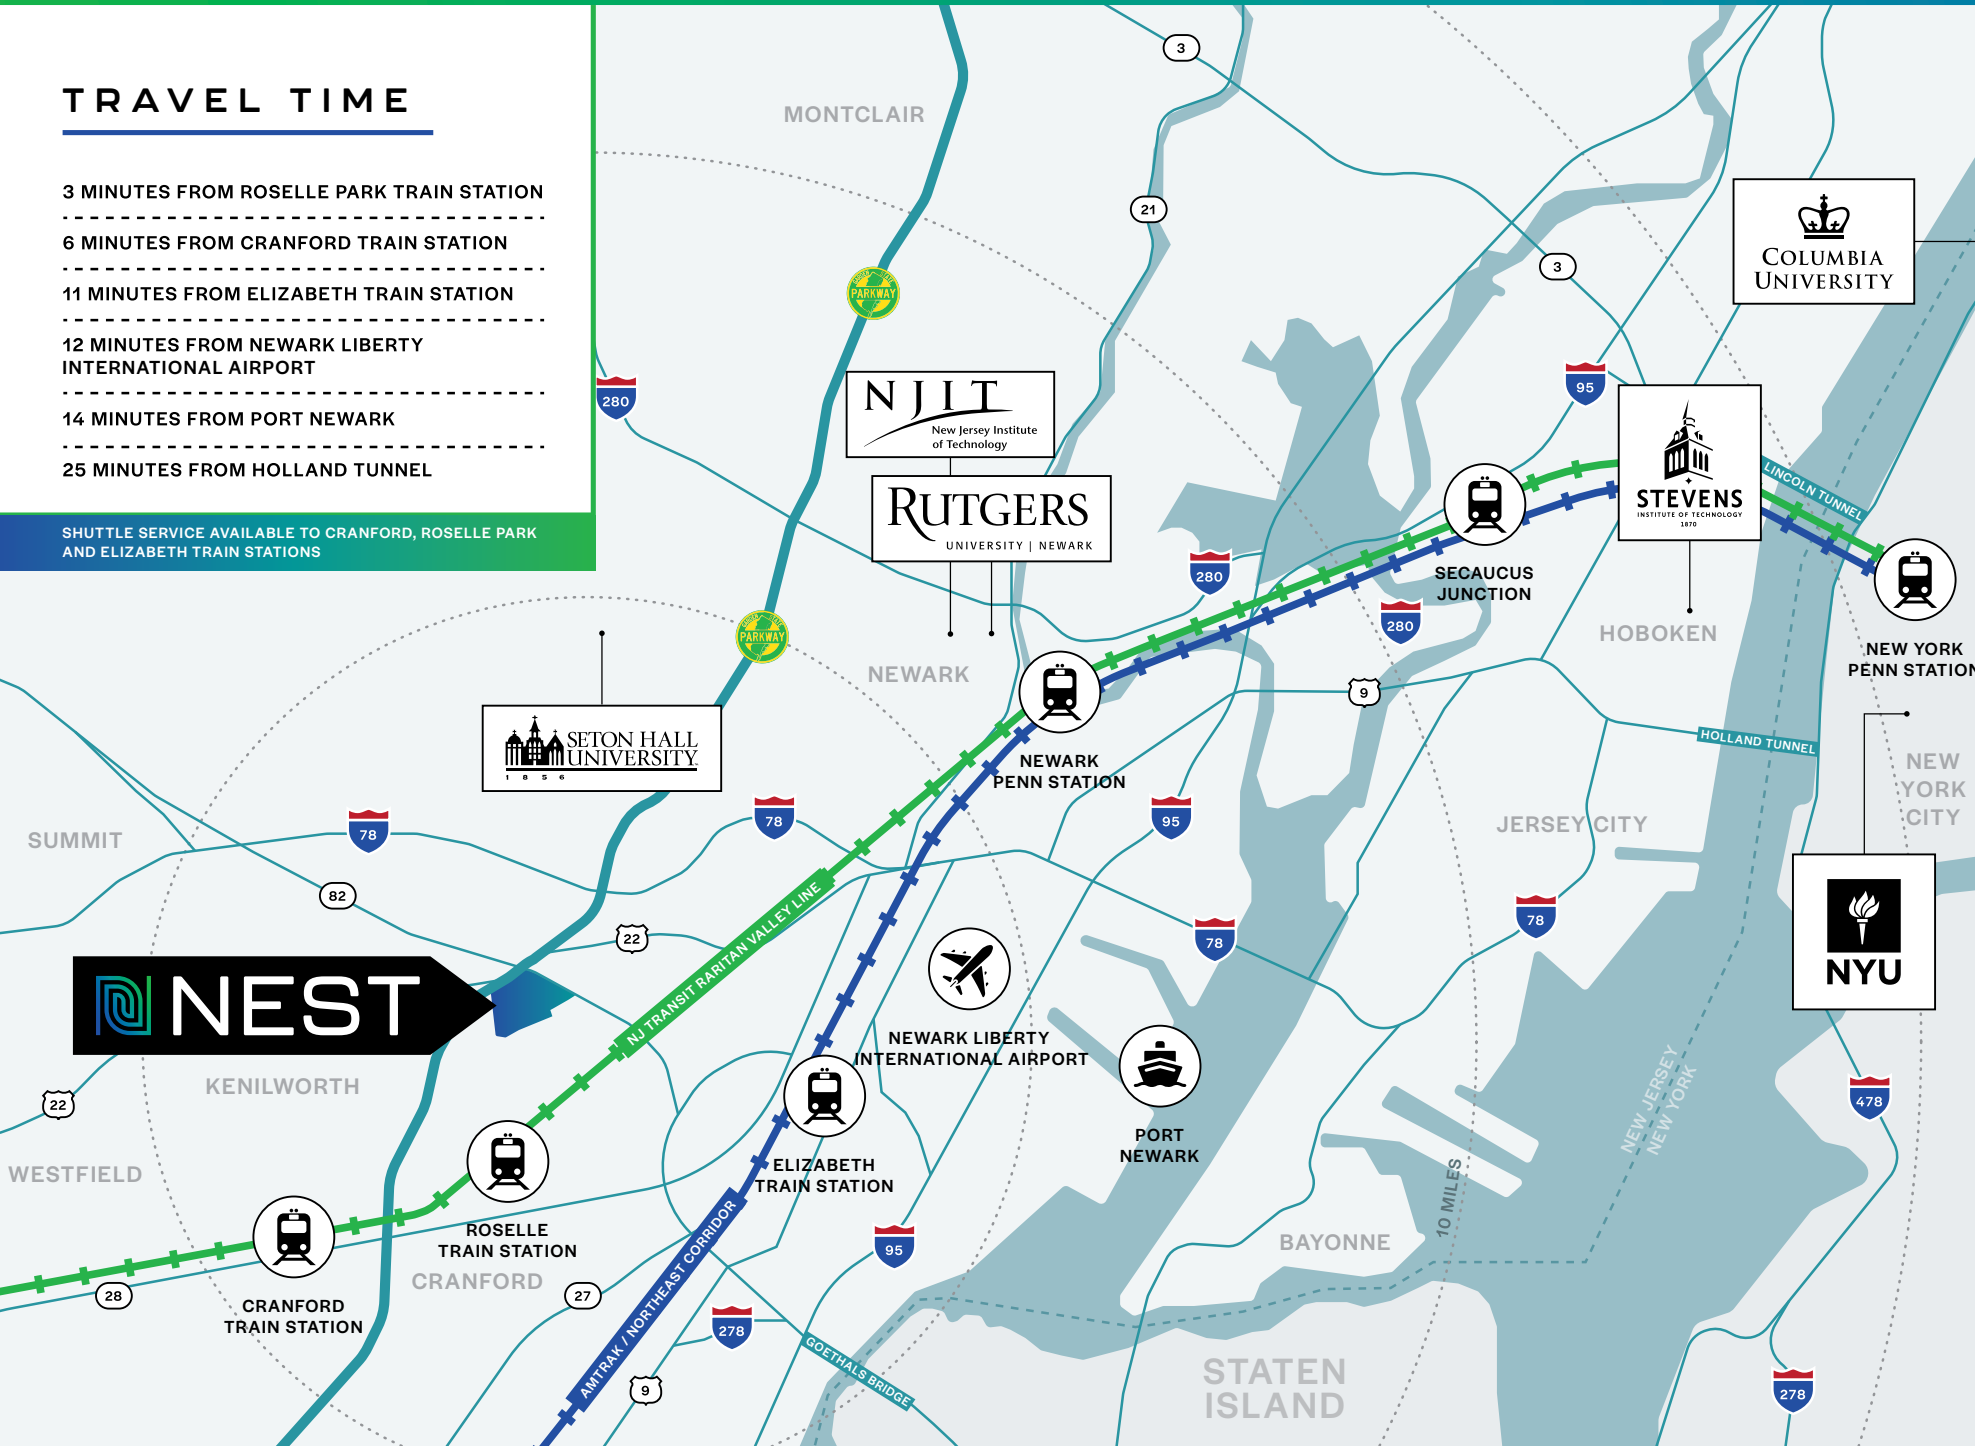 TRAVEL TIME
3 MINUTES FROM ROSELLE PARK TRAIN STATION
6 MINUTES FROM CRANFORD TRAIN STATION
11 MINUTES FROM ELIZABETH TRAIN STATION
12 MINUTES FROM NEWARK LIBERTY
INTERNATIONAL AIRPORT
14 MINUTES FROM PORT NEWARK
25 MINUTES FROM HOLLAND TUNNEL
SHUTTLE SERVICE AVAILABLE TO CRANFORD, ROSELLE PARK
AND ELIZABETH TRAIN STATIONS
3
MONTCLAIR
21
COLUMBIA
UNIVERSITY
3
PARKWAY
280
95
NJIT
New Jersey Institute
of Technology
RUTGERS
UNIVERSITY | NEWARK
STEVENS
INSTITUTE OF TECHNOLOGY
1870
LINCOLN TUNNEL
280
SECAUCUS
JUNCTION
280
HOBOKEN
NEW YORK
PENN STATION
PARKWAY
NEWARK
9
SETON HALL
UNIVERSITY
1 8 5 6
NEWARK
PENN STATION
HOLLAND TUNNEL
NEW
YORK
CITY
SUMMIT
78
78
95
JERSEY CITY
82
22
78
78
NYU
NJ TRANSIT RARITAN VALLEY LINE
NEST
NEWARK LIBERTY
INTERNATIONAL AIRPORT
KENILWORTH
22
PORT
NEWARK
NEW JERSEY
NEW YORK
478
WESTFIELD
ELIZABETH
TRAIN STATION
10 MILES
ROSELLE
TRAIN STATION
CRANFORD
BAYONNE
95
28
27
CRANFORD
TRAIN STATION
AMTRAK / NORTHEAST CORRIDOR
278
9
GOETHALS BRIDGE
STATEN
ISLAND
278